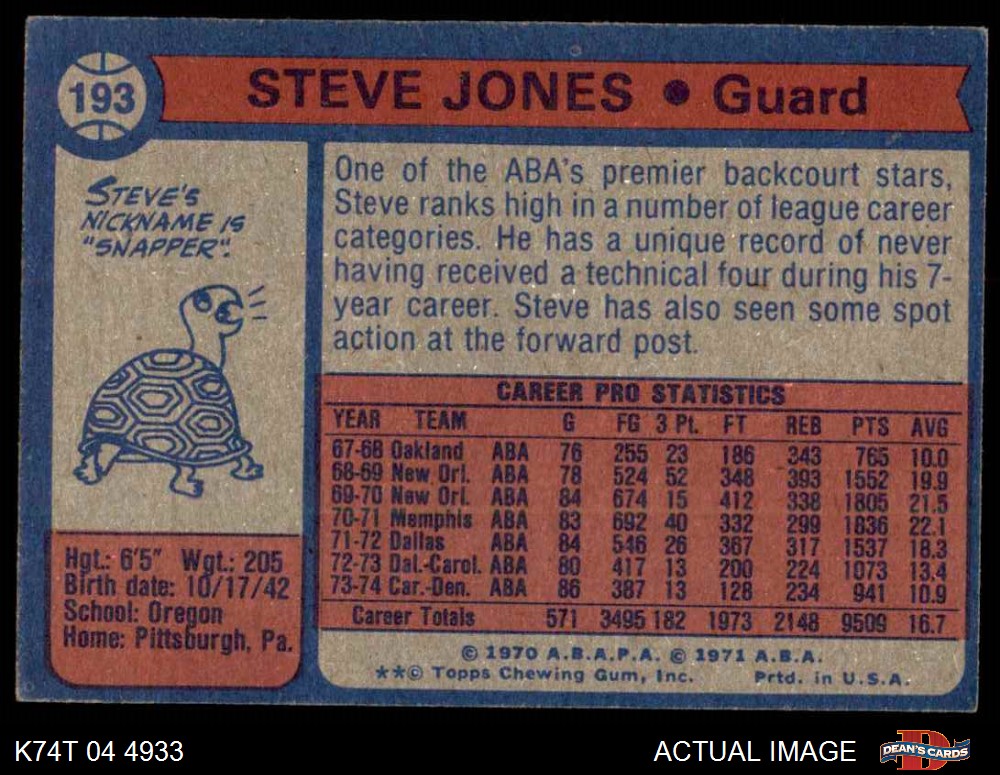 193
STEVE JONES • Guard
STEVE'S
NICKNAME IS
"SNAPPER".
One of the ABA's premier backcourt stars,
Steve ranks high in a number of league career
categories. He has a unique record of never
having received a technical four during his 7-
year career. Steve has also seen some spot
action at the forward post.
CAREER PRO STATISTICS
YEAR TEAM G FG 3 Pt. FT REB PTS AVG
67-68 Oakland ABA 76 255 23 186 343 765 10.0
68-69 New Orl. ABA 78 524 52 348 393 1552 19.9
69-70 New Orl. ABA 84 674 15 412 338 1805 21.5
70-71 Memphis ABA 83 692 40 332 299 1836 22.1
71-72 Dallas ABA 84 546 26 367 317 1537 18.3
72-73 Dal.-Carol. ABA 80 417 13 200 224 1073 13.4
73-74 Car.-Den. ABA 86 387 13 128 234 941 10.9
Career Totals 571 3495 182 1973 2148 9509 16.7
Hgt.: 6'5" Wgt.: 205
Birth date: 10/17/42
School: Oregon
Home: Pittsburgh, Pa.
© 1970 A.B.A.P.A. © 1971 A.B.A.
**© Topps Chewing Gum, Inc. Prtd. in U.S.A.
K74T 04 4933
ACTUAL IMAGE
DEAN'S CARDS